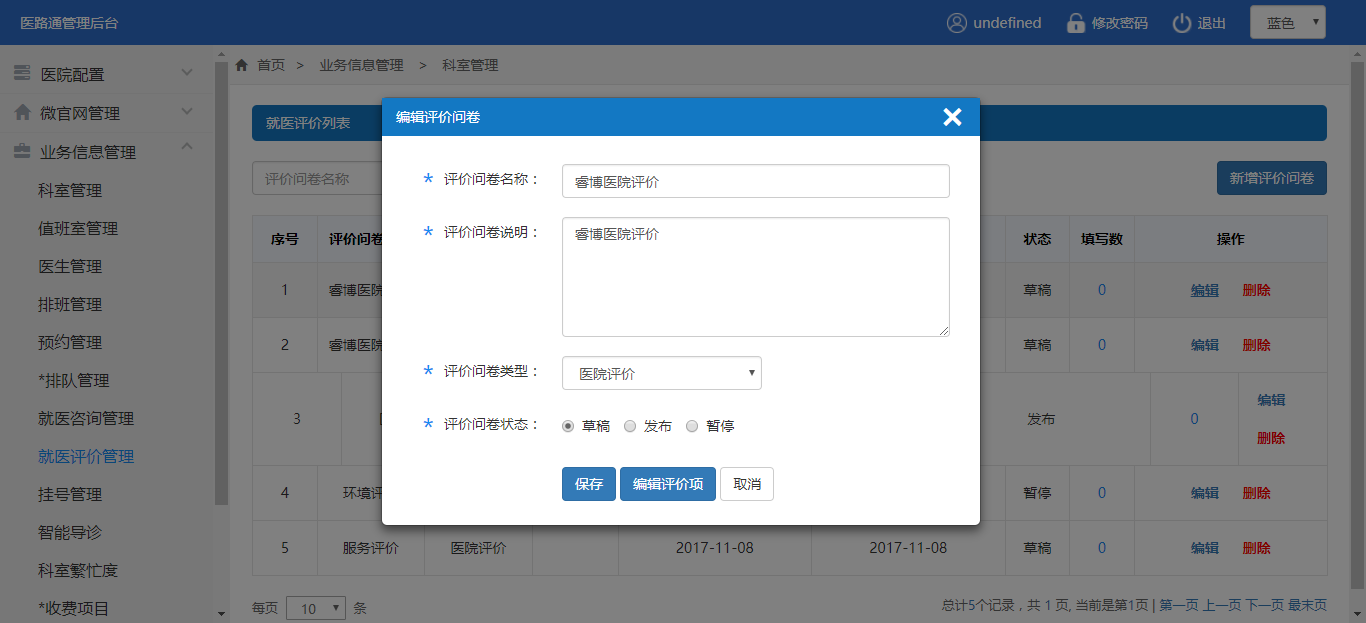 医路通管理后台
undefined 修改密码 退出 蓝色
医院配置
微官网管理
业务信息管理
科室管理
值班室管理
医生管理
排班管理
预约管理
*排队管理
就医咨询管理
就医评价管理
挂号管理
智能导诊
科室繁忙度
*收费项目
首页 > 业务信息管理 > 科室管理
就医评价列表
评价问卷名称
新增评价问卷
序号 评价问卷 状态 填写数 操作
1 睿博医院 草稿 0 编辑 删除
2 睿博医院 草稿 0 编辑 删除
3 发布 0 编辑 删除
4 环境评 暂停 0 编辑 删除
5 服务评价 医院评价 2017-11-08 2017-11-08 草稿 0 编辑 删除
每页 10 条
总计5个记录，共 1 页, 当前是第1页 | 第一页 上一页 下一页 最末页
编辑评价问卷
* 评价问卷名称： 睿博医院评价
* 评价问卷说明： 睿博医院评价
* 评价问卷类型： 医院评价
* 评价问卷状态： 草稿 发布 暂停
保存 编辑评价项 取消